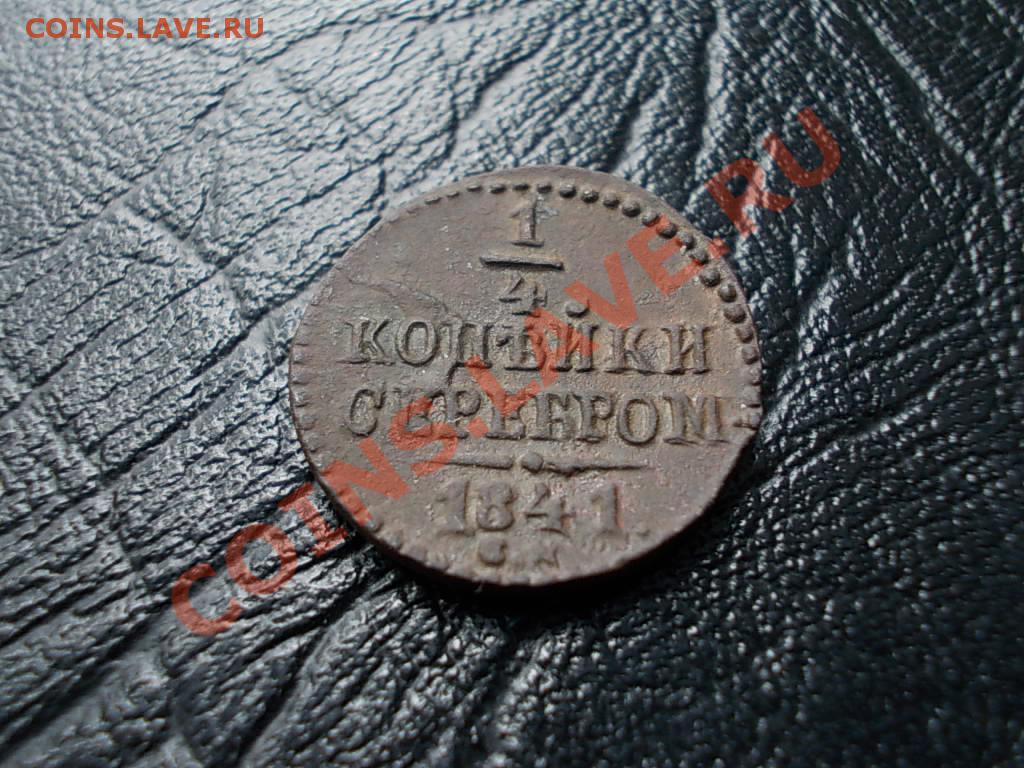 COINS.LAVE.RU
1
4.
КОПѢЙКИ
СЕРЕБРОМ
1841.
COINS.LAVE.RU